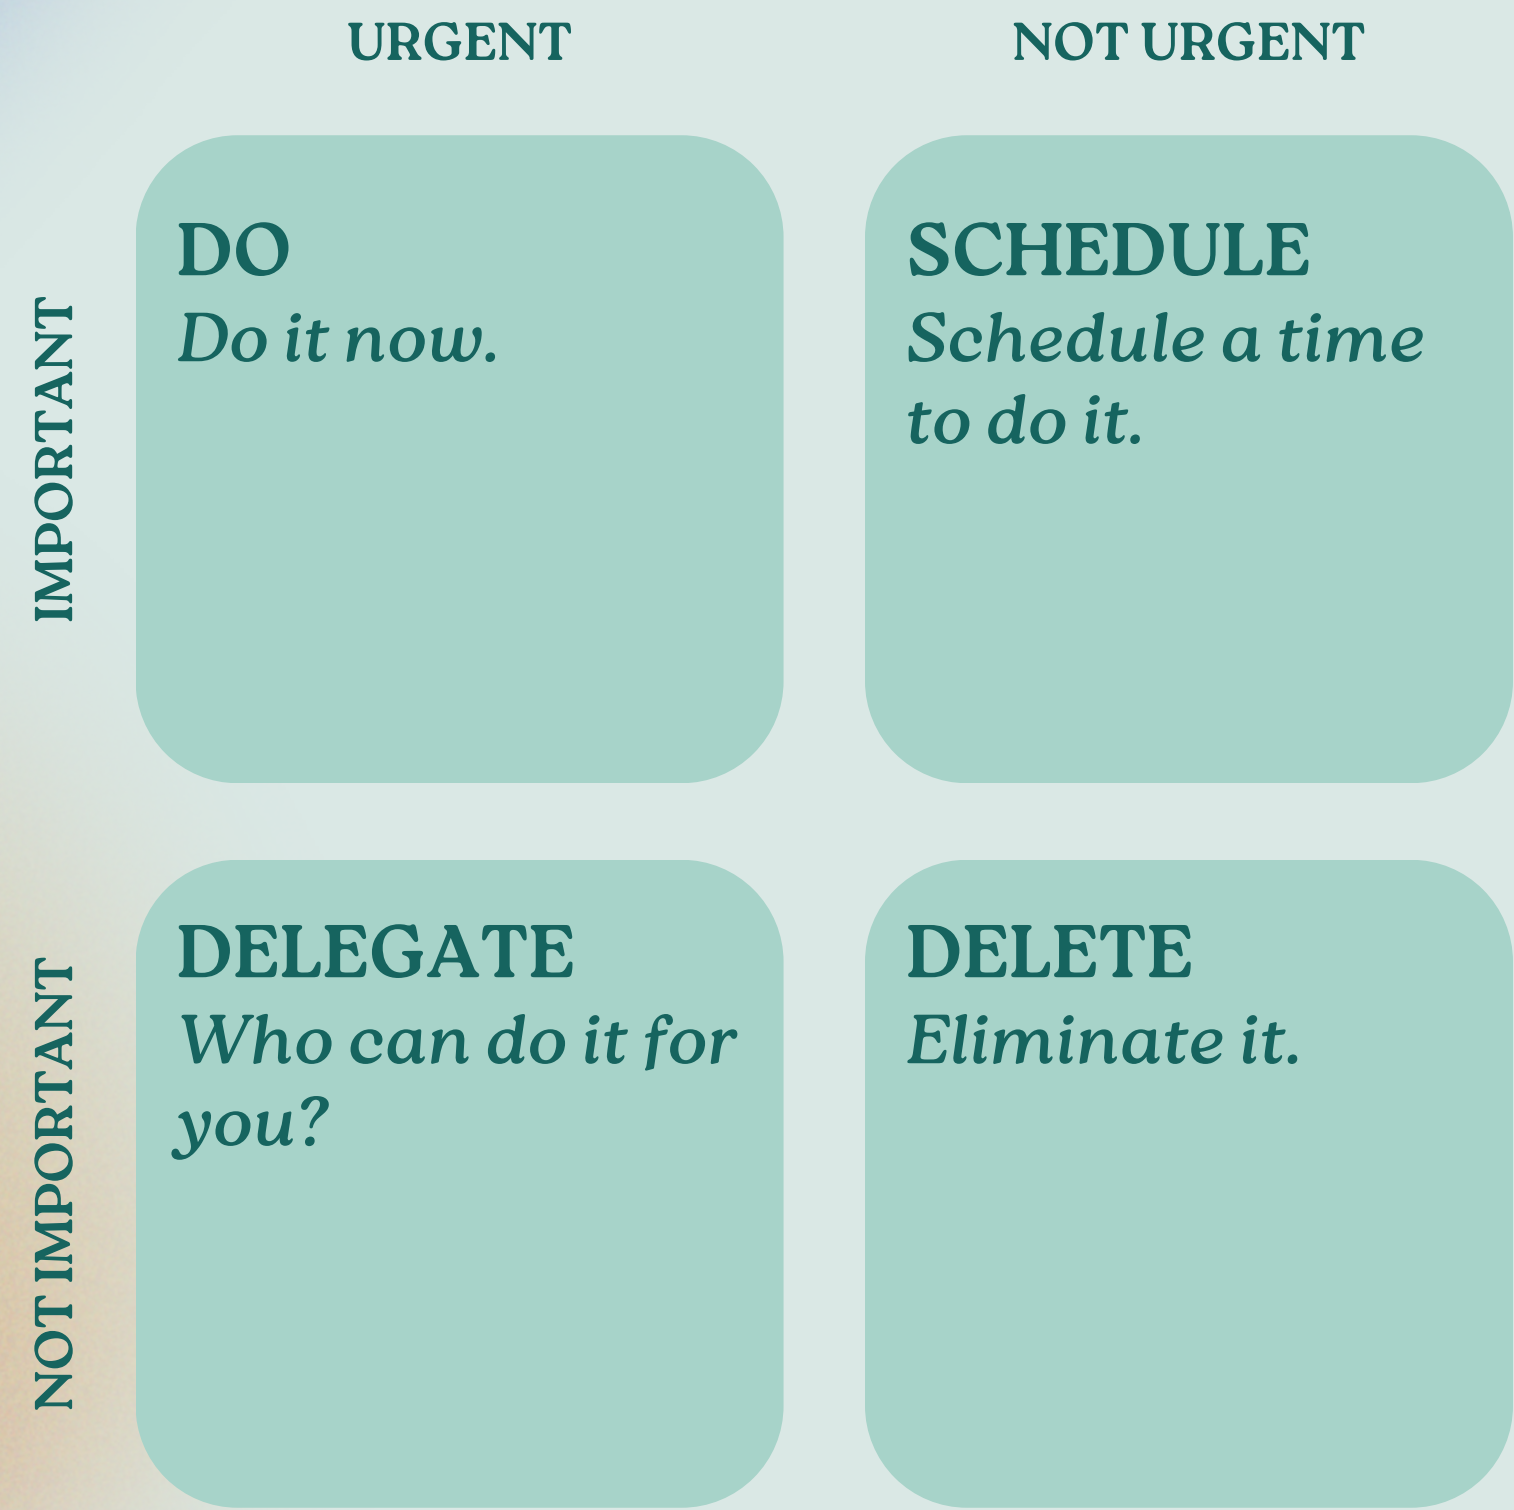 URGENT
NOT URGENT
IMPORTANT
DO
Do it now.
SCHEDULE
Schedule a time
to do it.
NOT IMPORTANT
DELEGATE
Who can do it for
you?
DELETE
Eliminate it.